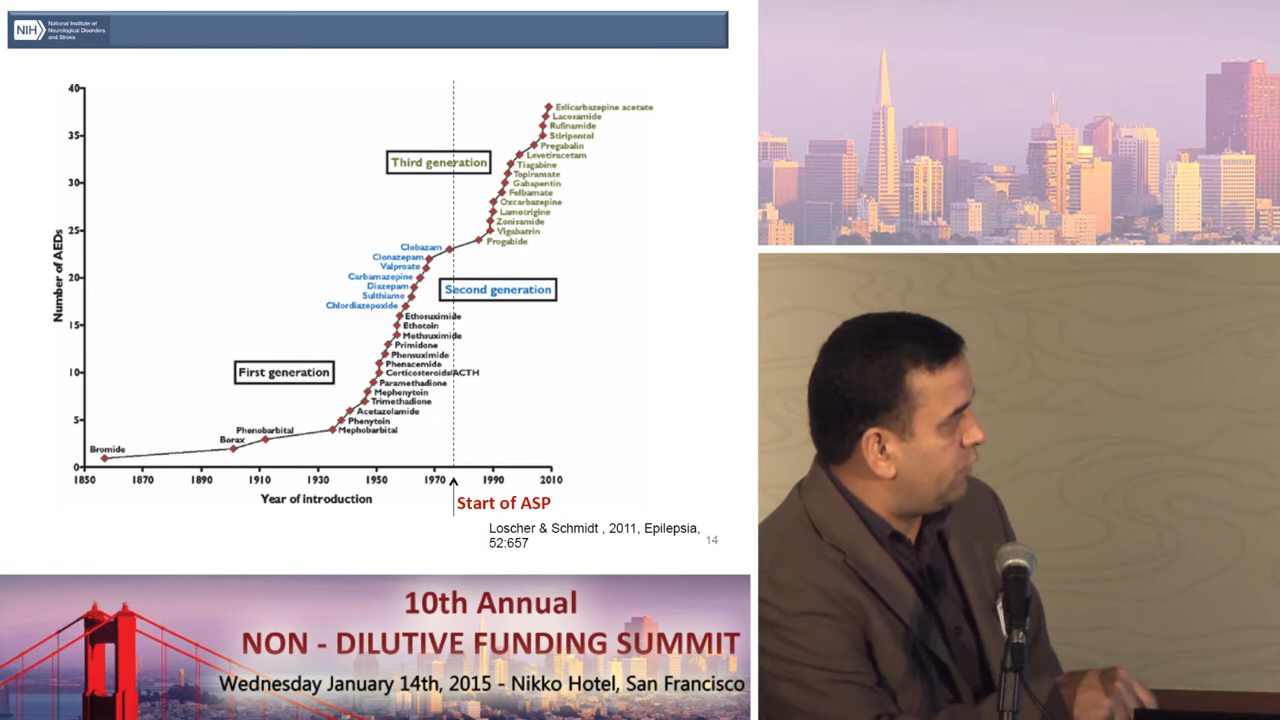 NIH
National Institute of
Neurological Disorders
and Stroke
40
35
30
25
20
15
10
5
0
Number of AEDs
Eslicarbazepine acetate
Lacosamide
Rufinamide
Stiripentol
Pregabalin
Levetiracetam
Tiagabine
Topiramate
Gabapentin
Felbamate
Oxcarbazepine
Lamotrigine
Zonisamide
Vigabatrin
Progabide
Third generation
Clobazam
Clonazepam
Valproate
Carbamazepine
Diazepam
Sulthiame
Chlordiazepoxide
Second generation
Ethosuximide
Ethotoin
Methsuximide
Primidone
Phensuximide
Phenacemide
Corticosteroids/ACTH
Paramethadione
Mephenytoin
Trimethadione
Acetazolamide
Phenytoin
Mephobarbital
First generation
Phenobarbital
Borax
Bromide
1850 1870 1890 1910 1930 1950 1970 1990 2010
Year of introduction
Start of ASP
Loscher & Schmidt , 2011, Epilepsia,
52:657
14
10th Annual
NON - DILUTIVE FUNDING SUMMIT
Wednesday January 14th, 2015 - Nikko Hotel, San Francisco